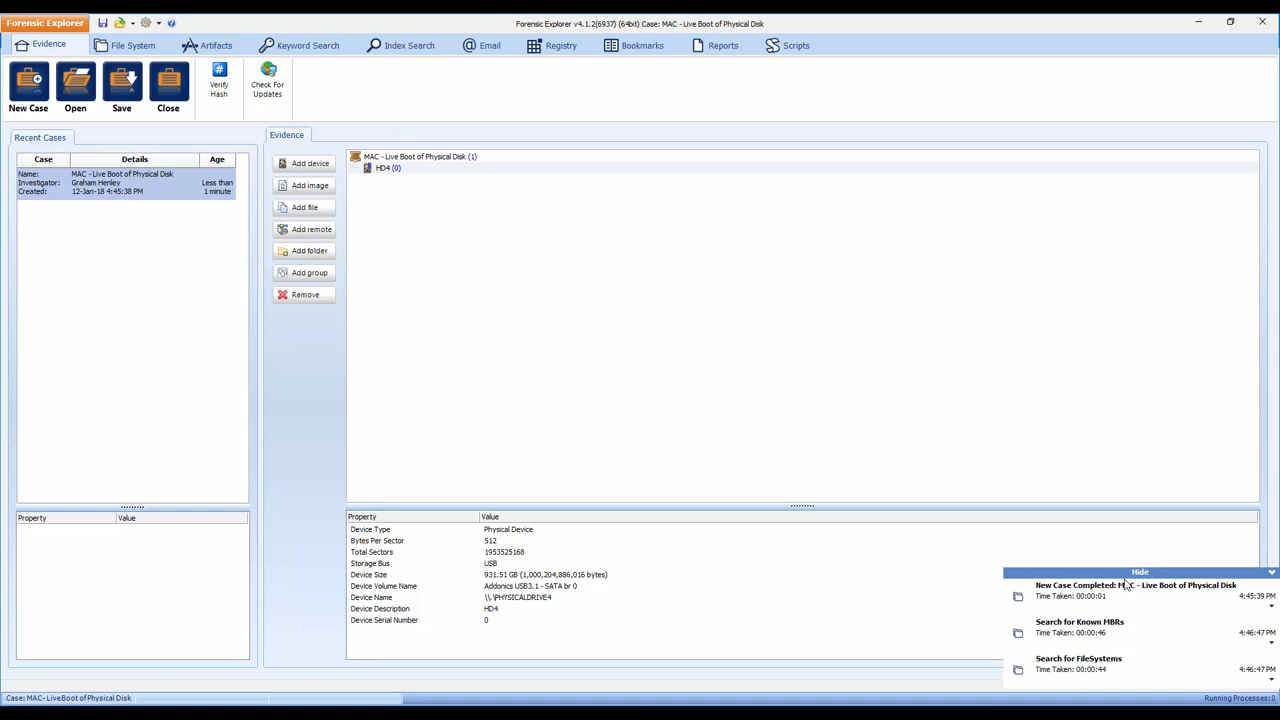 Forensic Explorer
Forensic Explorer v4.1.2(6937) (64bit) Case: MAC - Live Boot of Physical Disk
Evidence File System Artifacts Keyword Search Index Search Email Registry Bookmarks Reports Scripts
New Case Open Save Close
Verify
Hash
Check For
Updates
Recent Cases
Case Details Age
Name: MAC - Live Boot of Physical Disk
Investigator: Graham Henley Less than
Created: 12-Jan-18 4:45:38 PM 1 minute
Property Value
Evidence
Add device
Add image
Add file
Add remote
Add folder
Add group
Remove
MAC - Live Boot of Physical Disk (1)
HD4 (0)
Property Value
Device Type Physical Device
Bytes Per Sector 512
Total Sectors 1953525168
Storage Bus USB
Device Size 931.51 GB (1,000,204,886,016 bytes)
Device Volume Name Addonics USB3.1 - SATA br 0
Device Name \\.\PHYSICALDRIVE4
Device Description HD4
Device Serial Number 0
Hide
New Case Completed: MAC - Live Boot of Physical Disk
Time Taken: 00:00:01 4:45:39 PM
Search for Known MBRs
Time Taken: 00:00:46 4:46:47 PM
Search for FileSystems
Time Taken: 00:00:44 4:46:47 PM
Case: MAC - Live Boot of Physical Disk Running Processes: 0